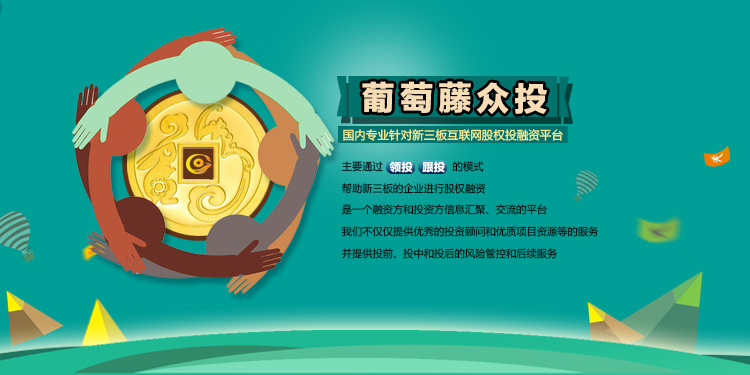 葡萄藤众投
国内专业针对新三板互联网股权投融资平台
主要通过 领投 跟投 的模式
帮助新三板的企业进行股权融资
是一个融资方和投资方信息汇聚、交流的平台
我们不仅仅提供优秀的投资顾问和优质项目资源等的服务
并提供投前、投中和投后的风险管控和后续服务